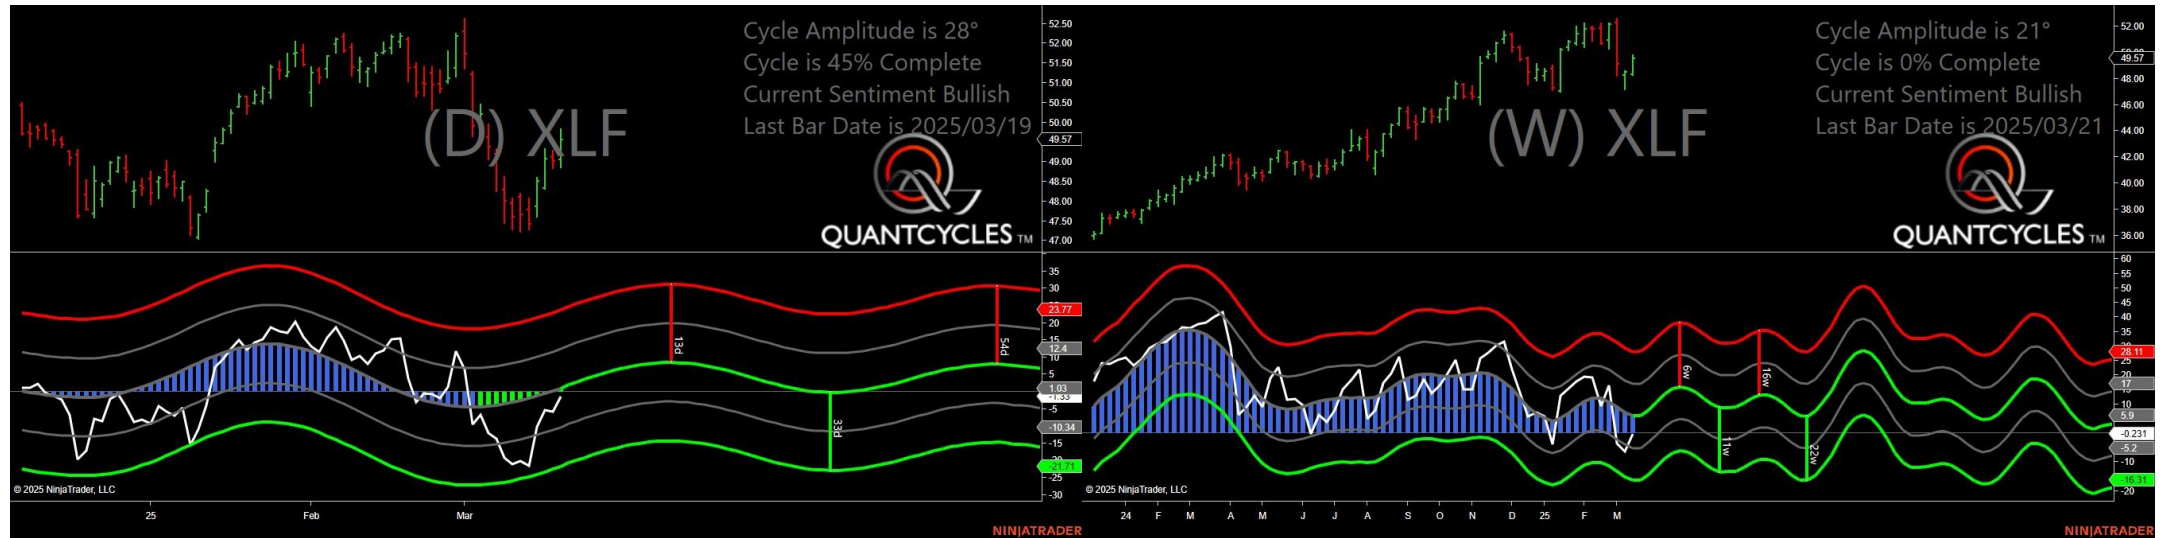 Cycle Amplitude is 28°
Cycle is 45% Complete
Current Sentiment Bullish
Last Bar Date is 2025/03/19
(D) XLF
QUANTCYCLES TM
52.50
52.00
51.50
51.00
50.50
50.00
49.57
49.00
48.50
48.00
47.50
47.00
35
23.77
20
15
12.4
10
5
1.03
-1.33
-5
-10.34
-15
-21.71
-25
-30
13d
33d
54d
© 2025 NinjaTrader, LLC
25
Feb
Mar
NINJATRADER
Cycle Amplitude is 21°
Cycle is 0% Complete
Current Sentiment Bullish
Last Bar Date is 2025/03/21
(W) XLF
QUANTCYCLES TM
52.00
49.57
48.00
46.00
44.00
42.00
40.00
38.00
36.00
60
55
50
45
40
35
28.11
20
17
10
5.9
-0.231
-5.2
-10
-16.31
-20
6w
11w
16w
22w
© 2025 NinjaTrader, LLC
24
F
M
A
M
J
J
A
S
O
N
D
25
F
M
NINJATRADER